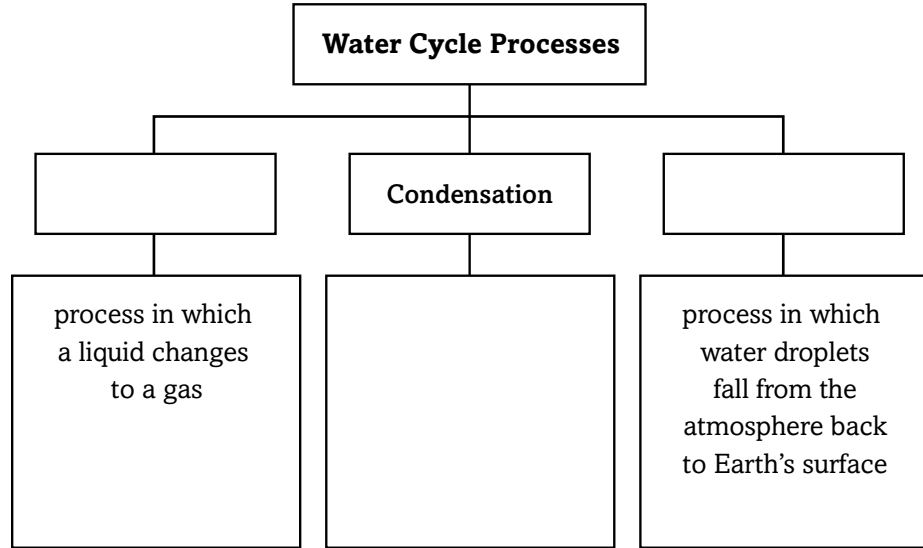 Water Cycle Processes
Condensation
process in which
a liquid changes
to a gas
process in which
water droplets
fall from the
atmosphere back
to Earth’s surface